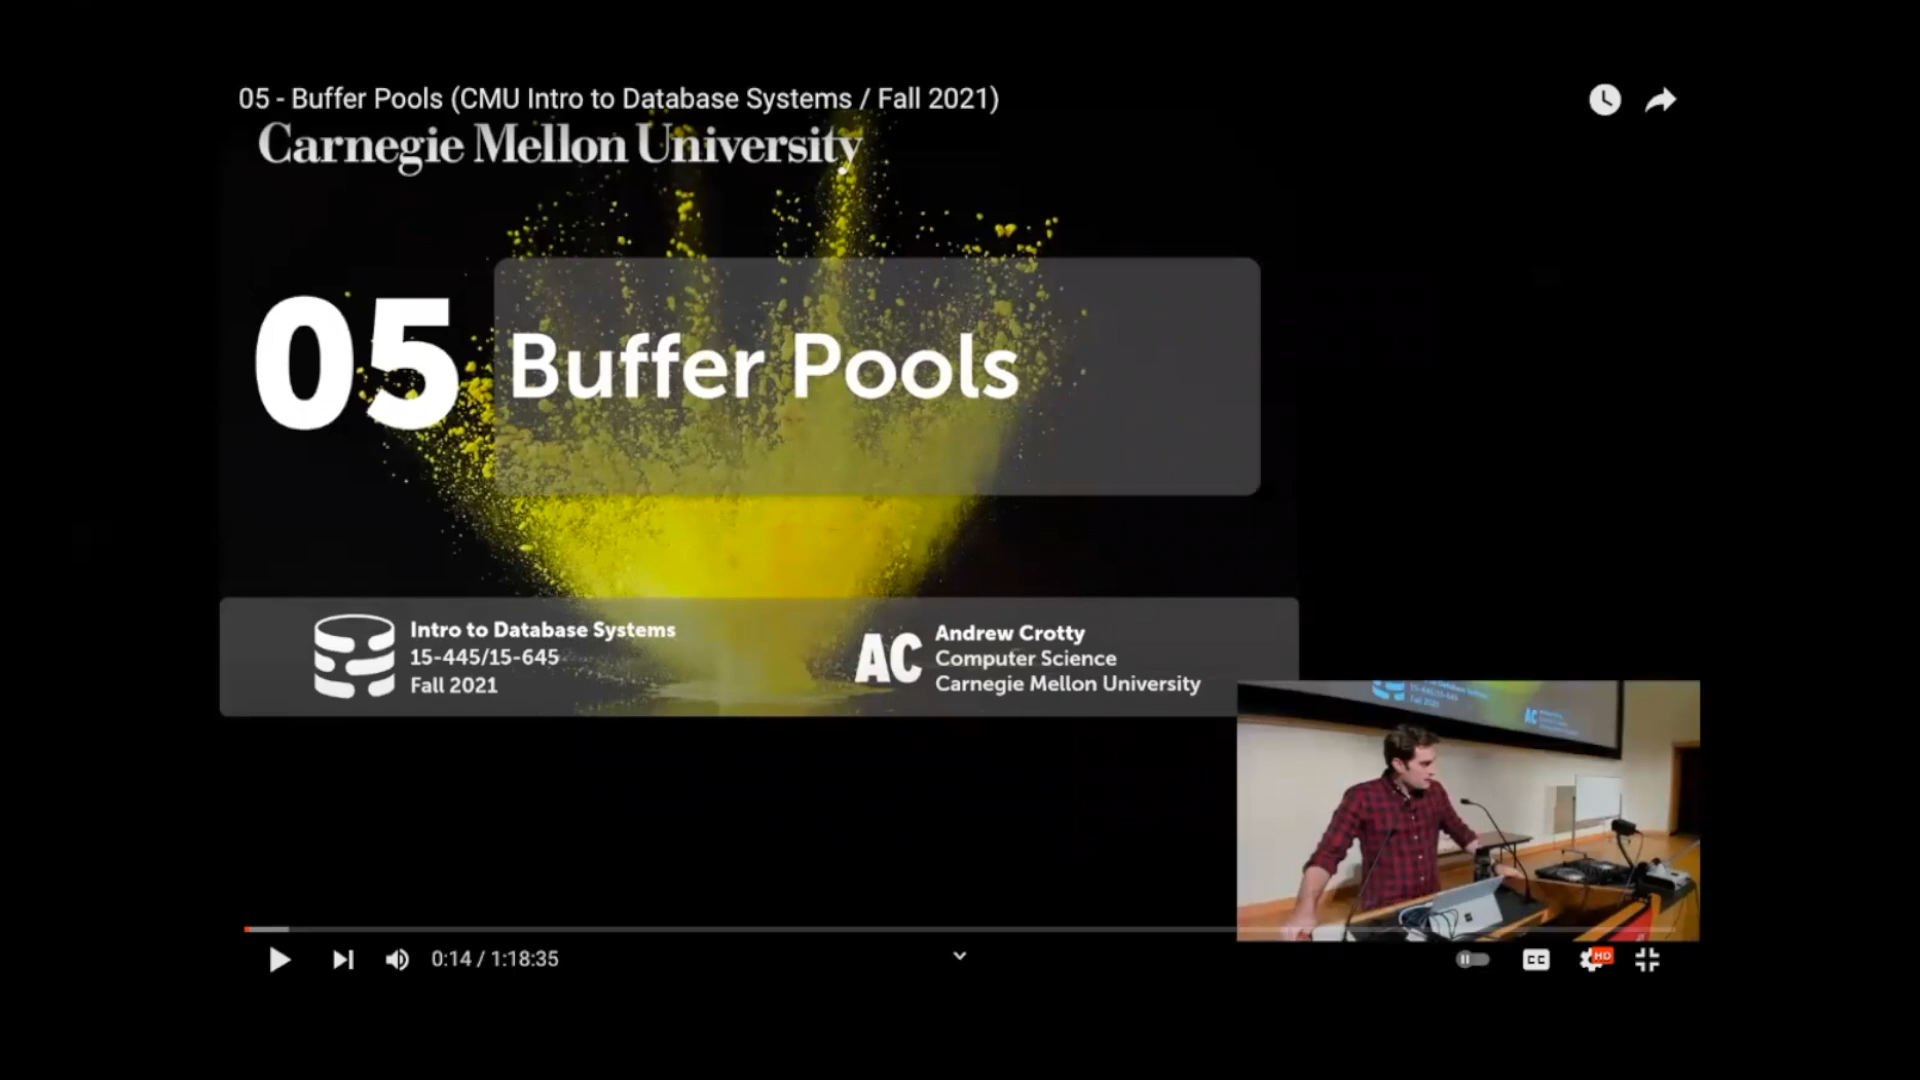 05 - Buffer Pools (CMU Intro to Database Systems / Fall 2021)
Carnegie Mellon University
05 Buffer Pools
Intro to Database Systems
15-445/15-645
Fall 2021
AC
Andrew Crotty
Computer Science
Carnegie Mellon University
AC
0:14 / 1:18:35
CC
HD